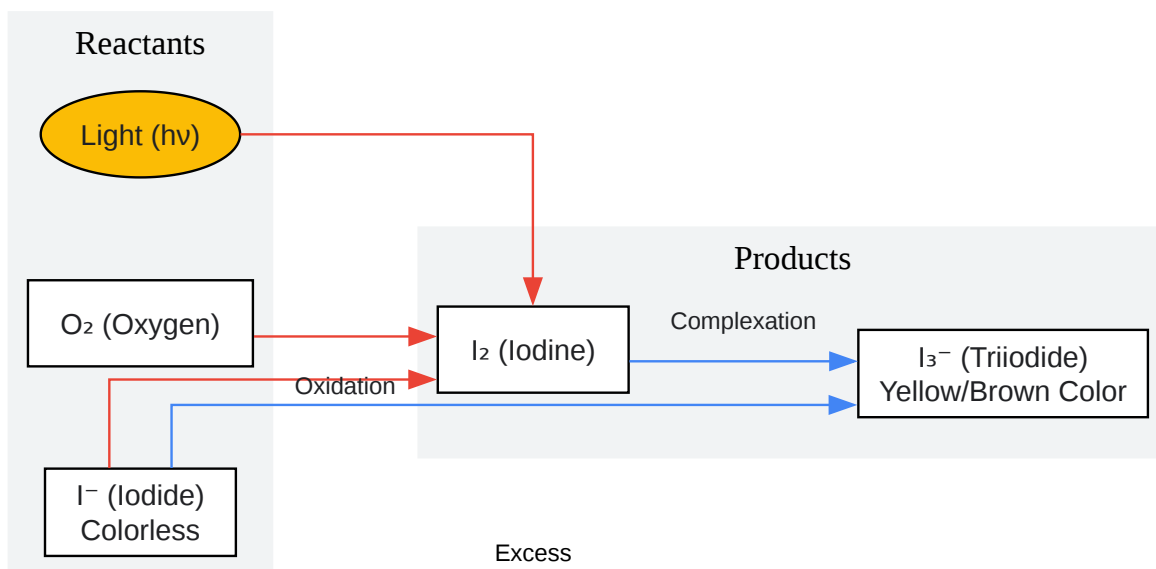 Reactants
Light (hν)
Products
O₂ (Oxygen)
I₂ (Iodine)
Complexation
I₃⁻ (Triiodide)
Yellow/Brown Color
Oxidation
I⁻ (Iodide)
Colorless
Excess